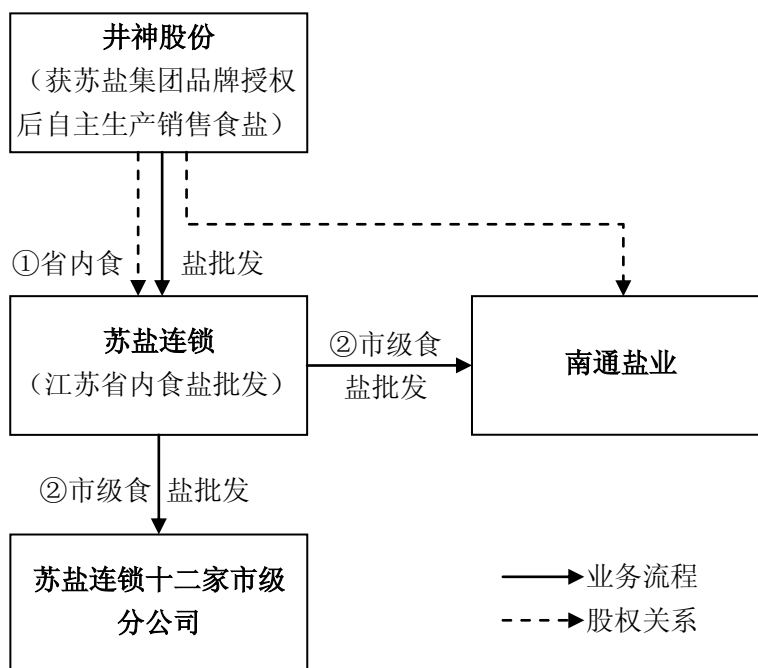 井神股份
（获苏盐集团品牌授权
后自主生产销售食盐）
①省内食 盐批发
苏盐连锁
（江苏省内食盐批发）
②市级食
盐批发
南通盐业
②市级食 盐批发
苏盐连锁十二家市级
分公司
业务流程
股权关系